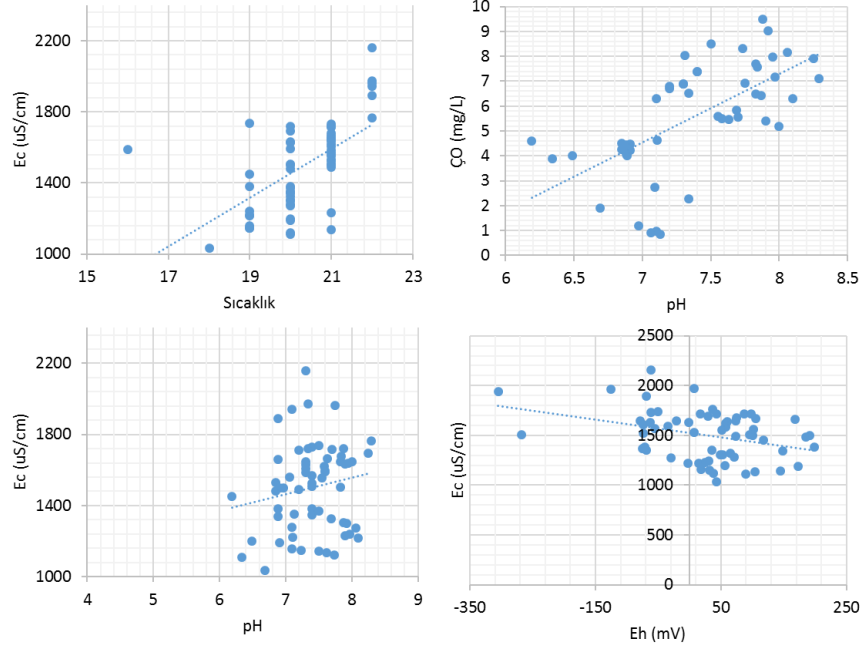 2200
1800
1400
1000
Ec (uS/cm)
15 17 19 21 23
Sıcaklık
10
9
8
7
6
5
4
3
2
1
0
ÇO (mg/L)
6 6.5 7 7.5 8 8.5
pH
2200
1800
1400
1000
Ec (uS/cm)
4 5 6 7 8 9
pH
2500
2000
1500
1000
500
0
Ec (uS/cm)
-350 -150 50 250
Eh (mV)